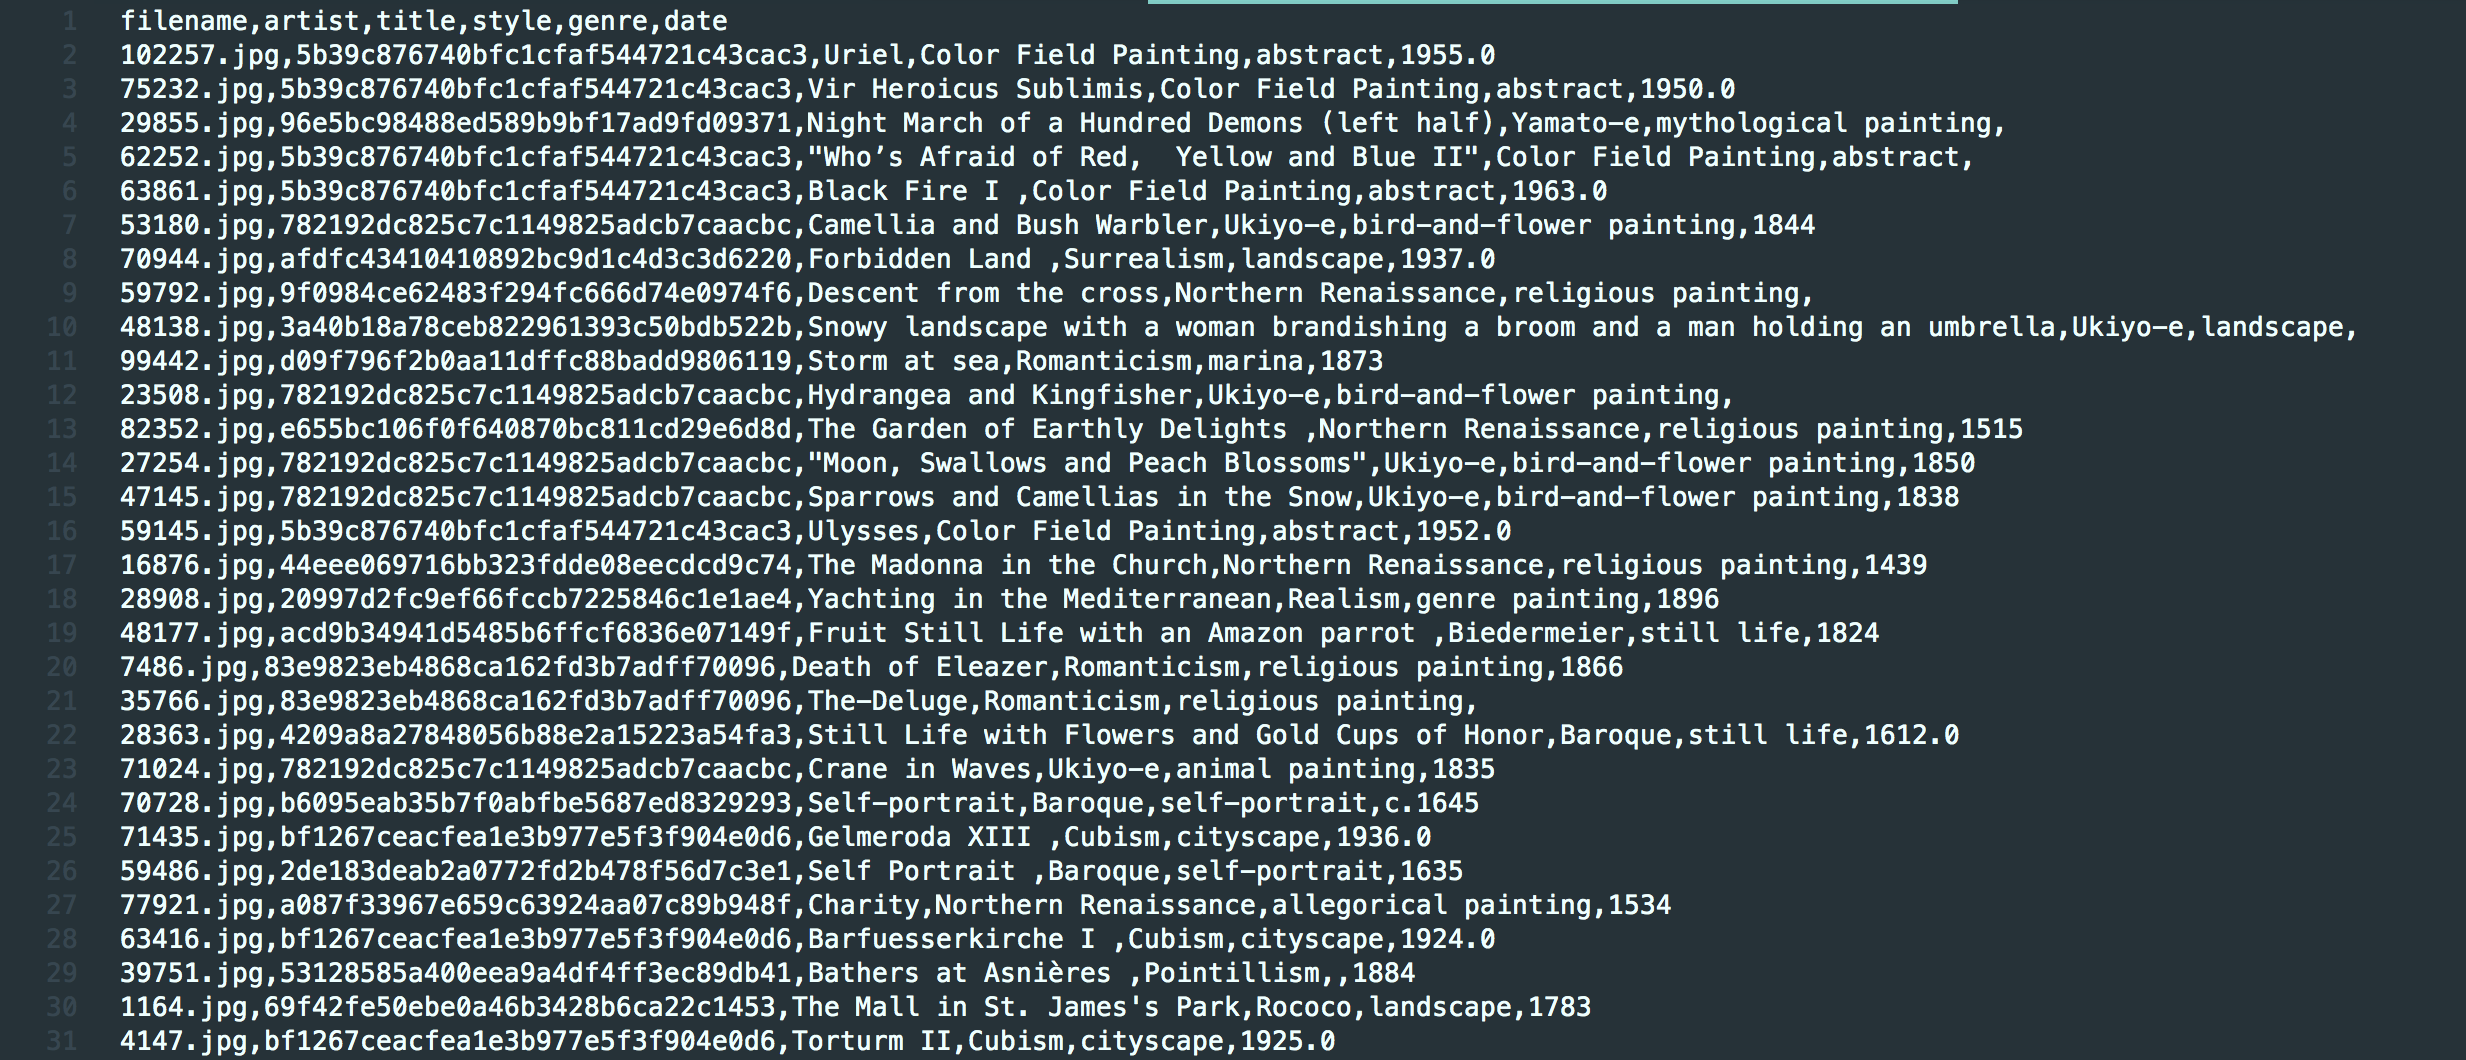 1 filename,artist,title,style,genre,date
2 102257.jpg,5b39c876740bfc1cfaf544721c43cac3,Uriel,Color Field Painting,abstract,1955.0
3 75232.jpg,5b39c876740bfc1cfaf544721c43cac3,Vir Heroicus Sublimis,Color Field Painting,abstract,1950.0
4 29855.jpg,96e5bc98488ed589b9bf17ad9fd09371,Night March of a Hundred Demons (left half),Yamato-e,mythological painting,
5 62252.jpg,5b39c876740bfc1cfaf544721c43cac3,"Who’s Afraid of Red,  Yellow and Blue II",Color Field Painting,abstract,
6 63861.jpg,5b39c876740bfc1cfaf544721c43cac3,Black Fire I ,Color Field Painting,abstract,1963.0
7 53180.jpg,782192dc825c7c1149825adcb7caacbc,Camellia and Bush Warbler,Ukiyo-e,bird-and-flower painting,1844
8 70944.jpg,afdfc43410410892bc9d1c4d3c3d6220,Forbidden Land ,Surrealism,landscape,1937.0
9 59792.jpg,9f0984ce62483f294fc666d74e0974f6,Descent from the cross,Northern Renaissance,religious painting,
10 48138.jpg,3a40b18a78ceb822961393c50bdb522b,Snowy landscape with a woman brandishing a broom and a man holding an umbrella,Ukiyo-e,landscape,
11 99442.jpg,d09f796f2b0aa11dffc88badd9806119,Storm at sea,Romanticism,marina,1873
12 23508.jpg,782192dc825c7c1149825adcb7caacbc,Hydrangea and Kingfisher,Ukiyo-e,bird-and-flower painting,
13 82352.jpg,e655bc106f0f640870bc811cd29e6d8d,The Garden of Earthly Delights ,Northern Renaissance,religious painting,1515
14 27254.jpg,782192dc825c7c1149825adcb7caacbc,"Moon, Swallows and Peach Blossoms",Ukiyo-e,bird-and-flower painting,1850
15 47145.jpg,782192dc825c7c1149825adcb7caacbc,Sparrows and Camellias in the Snow,Ukiyo-e,bird-and-flower painting,1838
16 59145.jpg,5b39c876740bfc1cfaf544721c43cac3,Ulysses,Color Field Painting,abstract,1952.0
17 16876.jpg,44eee069716bb323fdde08eecdcd9c74,The Madonna in the Church,Northern Renaissance,religious painting,1439
18 28908.jpg,20997d2fc9ef66fccb7225846c1e1ae4,Yachting in the Mediterranean,Realism,genre painting,1896
19 48177.jpg,acd9b34941d5485b6ffcf6836e07149f,Fruit Still Life with an Amazon parrot ,Biedermeier,still life,1824
20 7486.jpg,83e9823eb4868ca162fd3b7adff70096,Death of Eleazer,Romanticism,religious painting,1866
21 35766.jpg,83e9823eb4868ca162fd3b7adff70096,The-Deluge,Romanticism,religious painting,
22 28363.jpg,4209a8a27848056b88e2a15223a54fa3,Still Life with Flowers and Gold Cups of Honor,Baroque,still life,1612.0
23 71024.jpg,782192dc825c7c1149825adcb7caacbc,Crane in Waves,Ukiyo-e,animal painting,1835
24 70728.jpg,b6095eab35b7f0abfbe5687ed8329293,Self-portrait,Baroque,self-portrait,c.1645
25 71435.jpg,bf1267ceacfea1e3b977e5f3f904e0d6,Gelmeroda XIII ,Cubism,cityscape,1936.0
26 59486.jpg,2de183deab2a0772fd2b478f56d7c3e1,Self Portrait ,Baroque,self-portrait,1635
27 77921.jpg,a087f33967e659c63924aa07c89b948f,Charity,Northern Renaissance,allegorical painting,1534
28 63416.jpg,bf1267ceacfea1e3b977e5f3f904e0d6,Barfuesserkirche I ,Cubism,cityscape,1924.0
29 39751.jpg,53128585a400eea9a4df4ff3ec89db41,Bathers at Asnières ,Pointillism,,1884
30 1164.jpg,69f42fe50ebe0a46b3428b6ca22c1453,The Mall in St. James's Park,Rococo,landscape,1783
31 4147.jpg,bf1267ceacfea1e3b977e5f3f904e0d6,Torturm II,Cubism,cityscape,1925.0